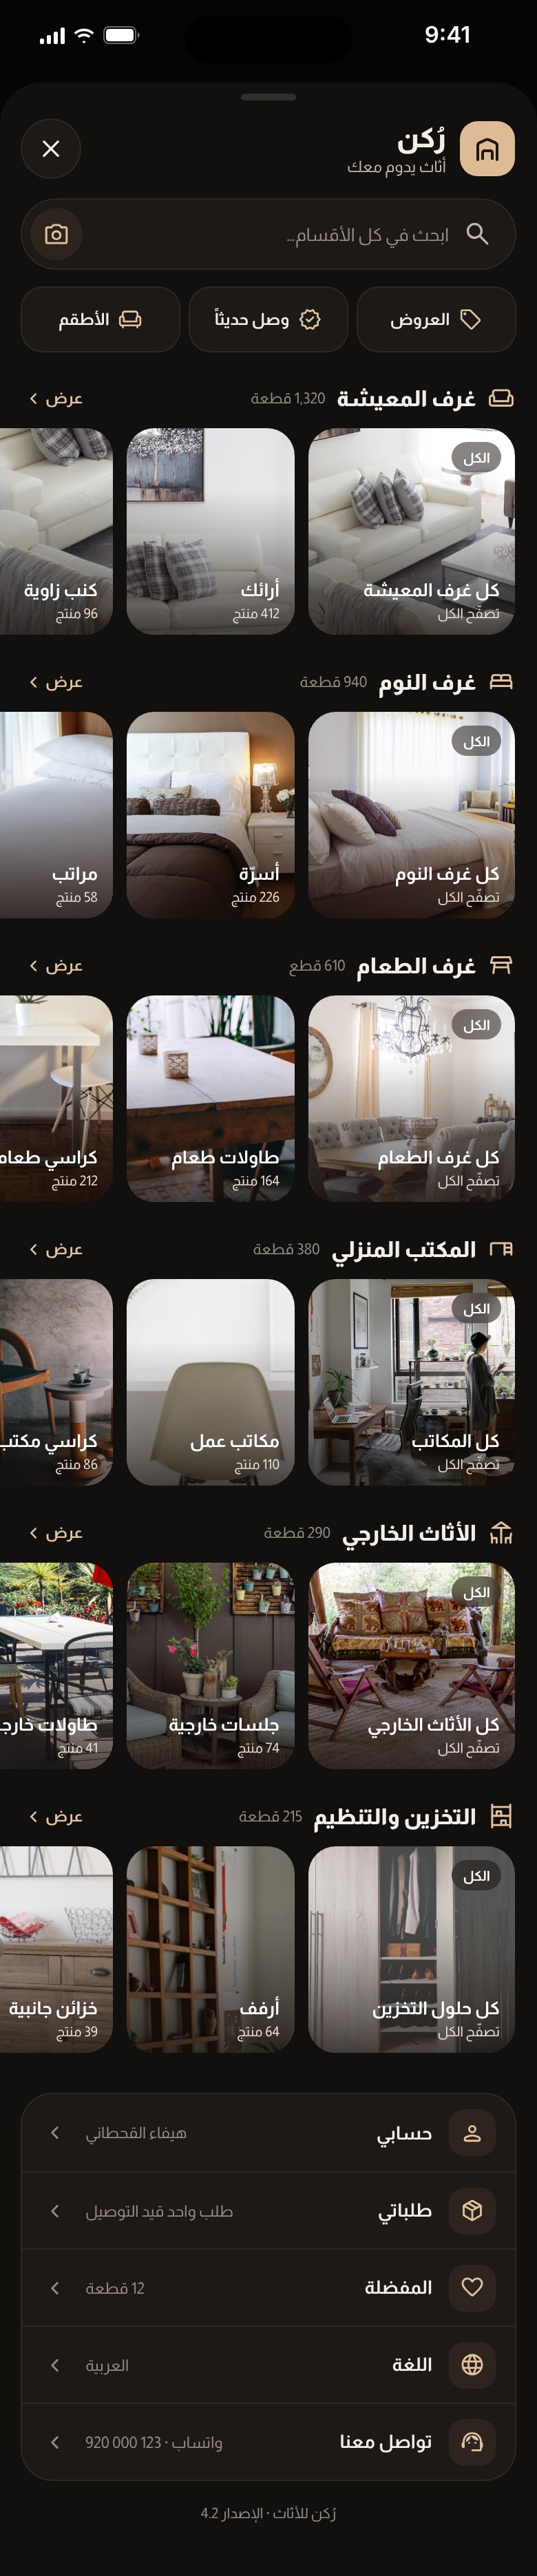 9:41
رُكن
أثاث يدوم معك
ابحث في كل الأقسام...
العروض
وصل حديثاً
الأطقم
غرف المعيشة 1,320 قطعة
عرض
الكل
كل غرف المعيشة
تصفّح الكل
أرائك
412 منتج
كنب زاوية
96 منتج
غرف النوم 940 قطعة
عرض
الكل
كل غرف النوم
تصفّح الكل
أسرّة
226 منتج
مراتب
58 منتج
غرف الطعام 610 قطع
عرض
الكل
كل غرف الطعام
تصفّح الكل
طاولات طعام
164 منتج
كراسي طعام
212 منتج
المكتب المنزلي 380 قطعة
عرض
الكل
كل المكاتب
تصفّح الكل
مكاتب عمل
110 منتج
كراسي مكتب
86 منتج
الأثاث الخارجي 290 قطعة
عرض
الكل
كل الأثاث الخارجي
تصفّح الكل
جلسات خارجية
74 منتج
طاولات خارج
41 منتج
التخزين والتنظيم 215 قطعة
عرض
الكل
كل حلول التخزين
تصفّح الكل
أرفف
64 منتج
خزائن جانبية
39 منتج
حسابي
هيفاء القحطاني
طلباتي
طلب واحد قيد التوصيل
المفضلة
12 قطعة
اللغة
العربية
تواصل معنا
واتساب · 920 000 123
رُكن للأثاث · الإصدار 4.2